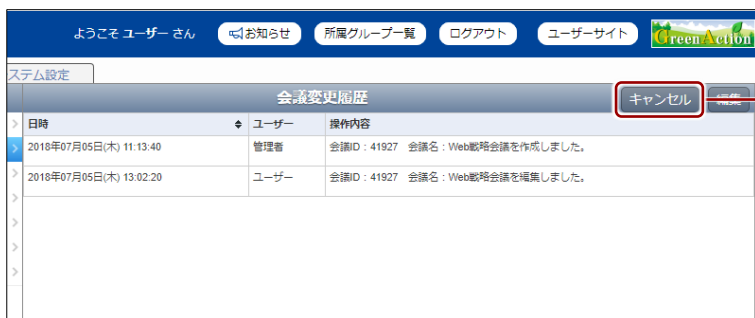 ようこそ ユーザー さん お知らせ 所属グループ一覧 ログアウト ユーザーサイト GreenAction
ステム設定
会議変更履歴 キャンセル 編集
日時 ユーザー 操作内容
2018年07月05日(木) 11:13:40 管理者 会議ID：41927 会議名：Web戦略会議を作成しました。
2018年07月05日(木) 13:02:20 ユーザー 会議ID：41927 会議名：Web戦略会議を編集しました。